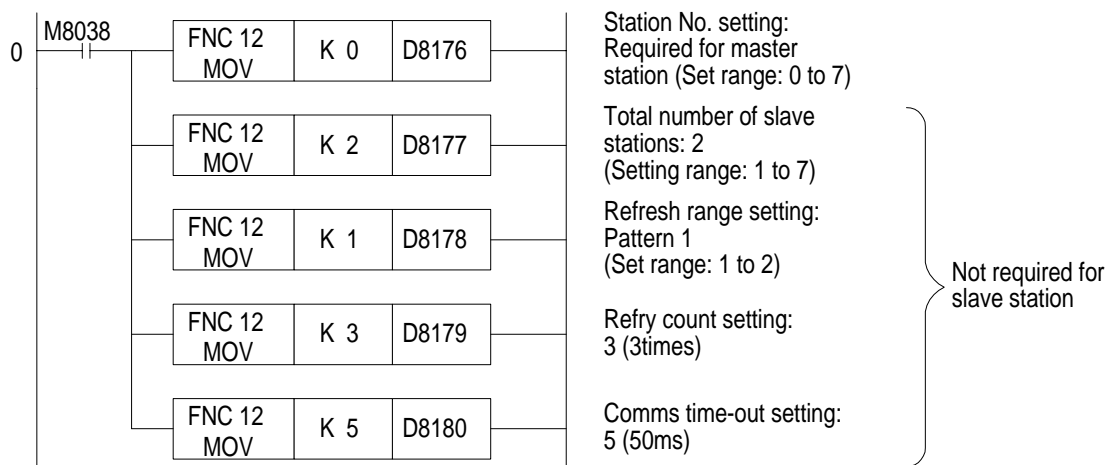 M8038
0
FNC 12
MOV
K 0
D8176
Station No. setting:
Required for master
station (Set range: 0 to 7)
FNC 12
MOV
K 2
D8177
Total number of slave
stations: 2
(Setting range: 1 to 7)
FNC 12
MOV
K 1
D8178
Refresh range setting:
Pattern 1
(Set range: 1 to 2)
FNC 12
MOV
K 3
D8179
Refry count setting:
3 (3times)
FNC 12
MOV
K 5
D8180
Comms time-out setting:
5 (50ms)
Not required for
slave station